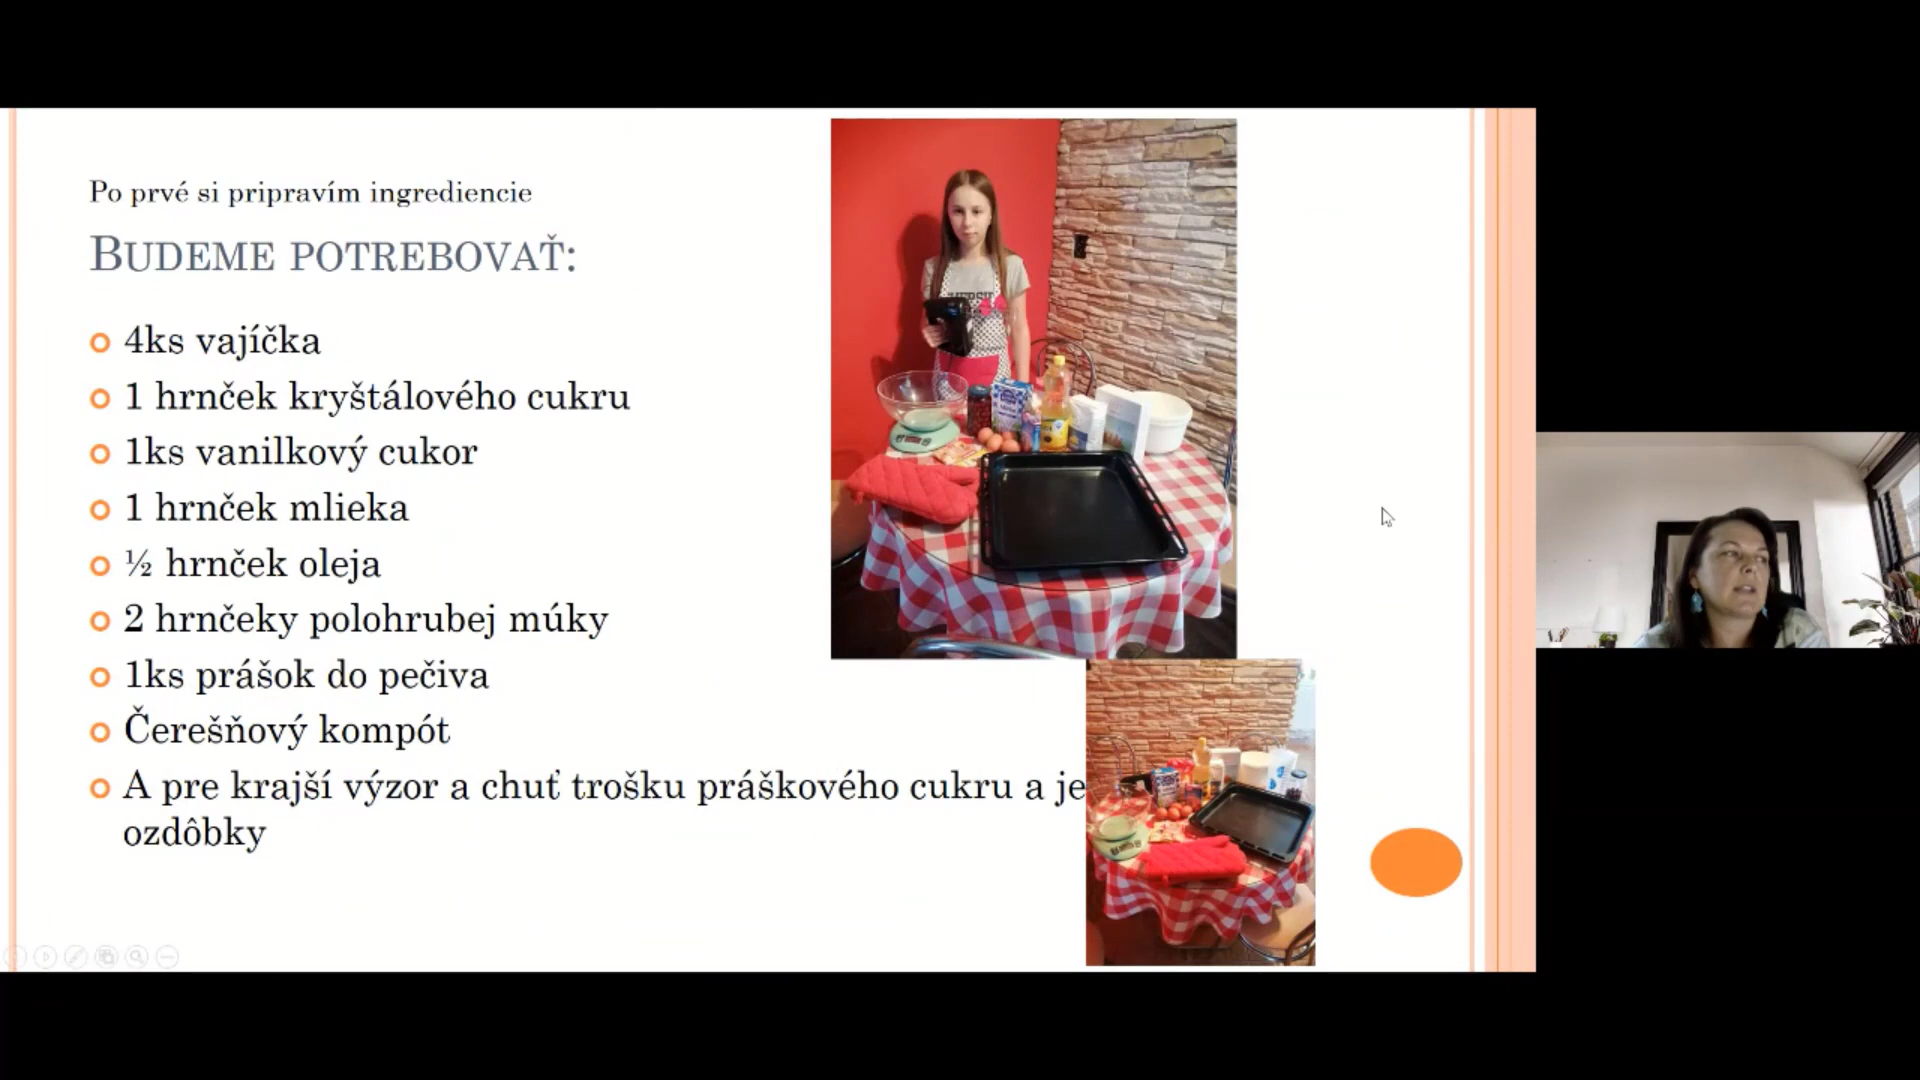 Po prvé si pripravím ingrediencie
Budeme potrebovať:
4ks vajíčka
1 hrnček kryštálového cukru
1ks vanilkový cukor
1 hrnček mlieka
½ hrnček oleja
2 hrnčeky polohrubej múky
1ks prášok do pečiva
Čerešňový kompót
A pre krajší výzor a chuť trošku práškového cukru a je
ozdôbky